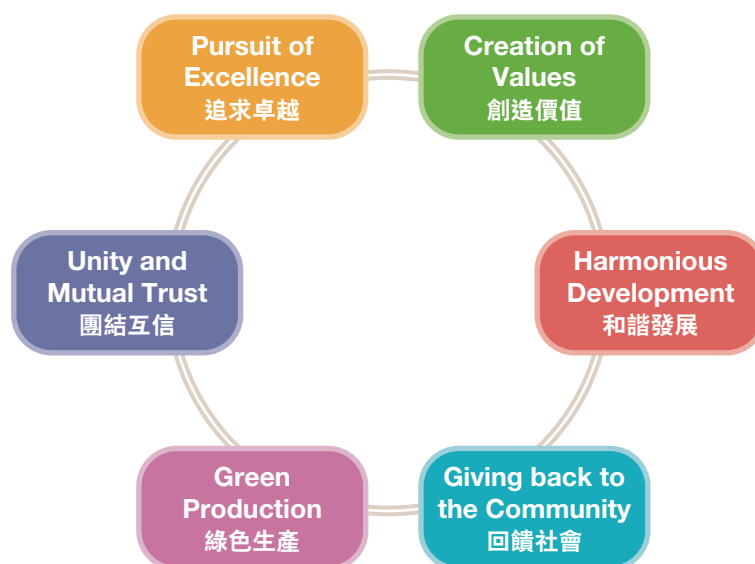 Pursuit of
Excellence
追求卓越
Creation of
Values
創造價值
Unity and
Mutual Trust
團結互信
Harmonious
Development
和諧發展
Green
Production
綠色生產
Giving back to
the Community
回饋社會